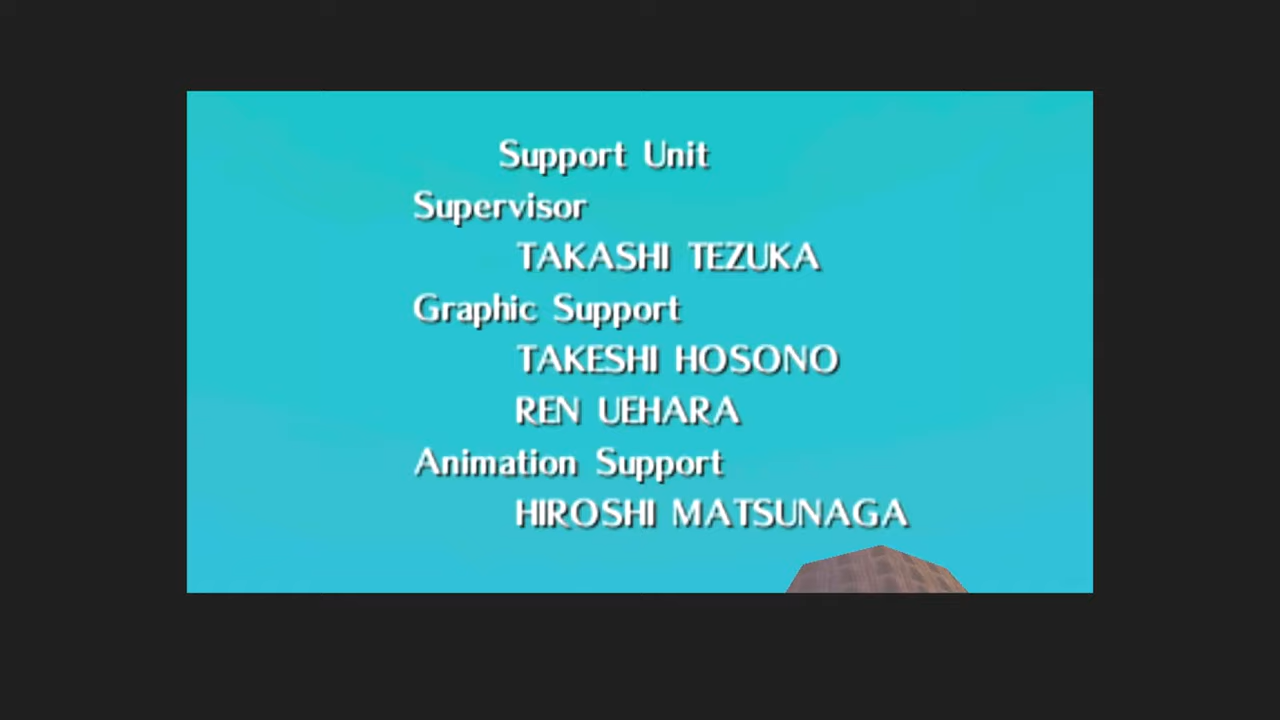 Support Unit
Supervisor
TAKASHI TEZUKA
Graphic Support
TAKESHI HOSONO
REN UEHARA
Animation Support
HIROSHI MATSUNAGA